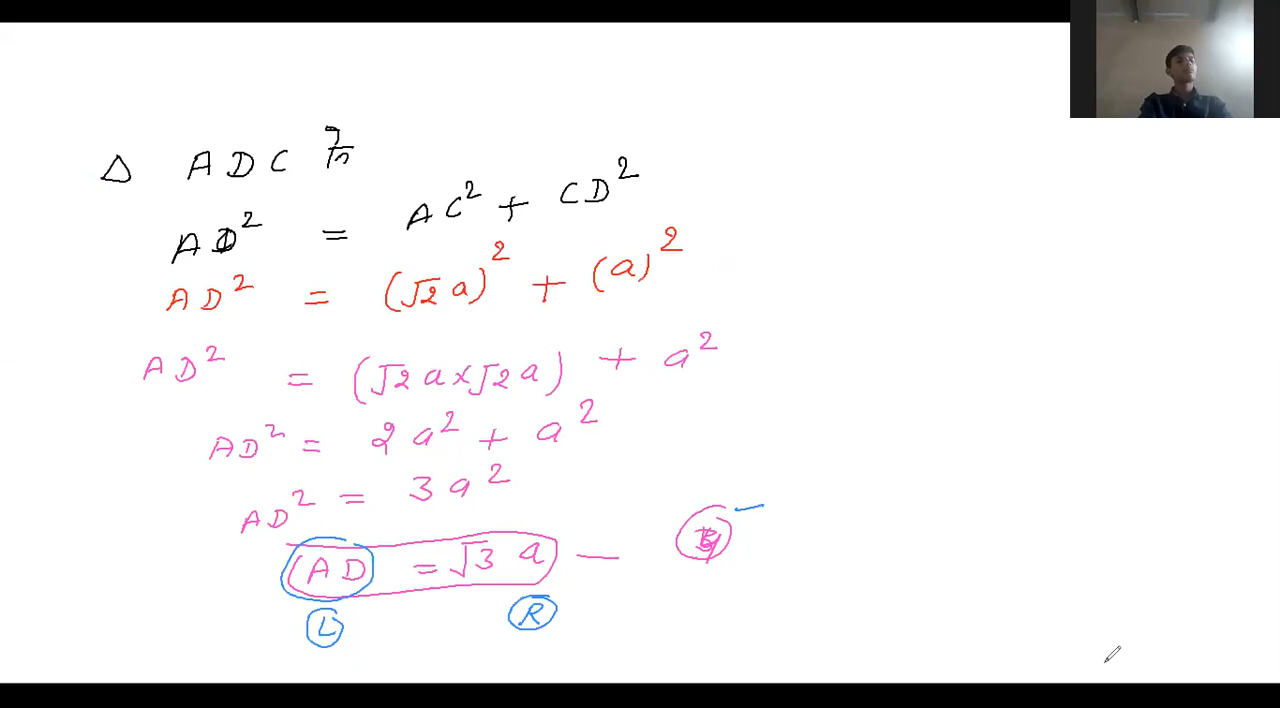 Δ ADC में
AD² = AC² + CD²
AD² = (√2 a)² + (a)²
AD² = (√2 a × √2 a) + a²
AD² = 2a² + a²
AD² = 3a²
AD = √3 a —
L R